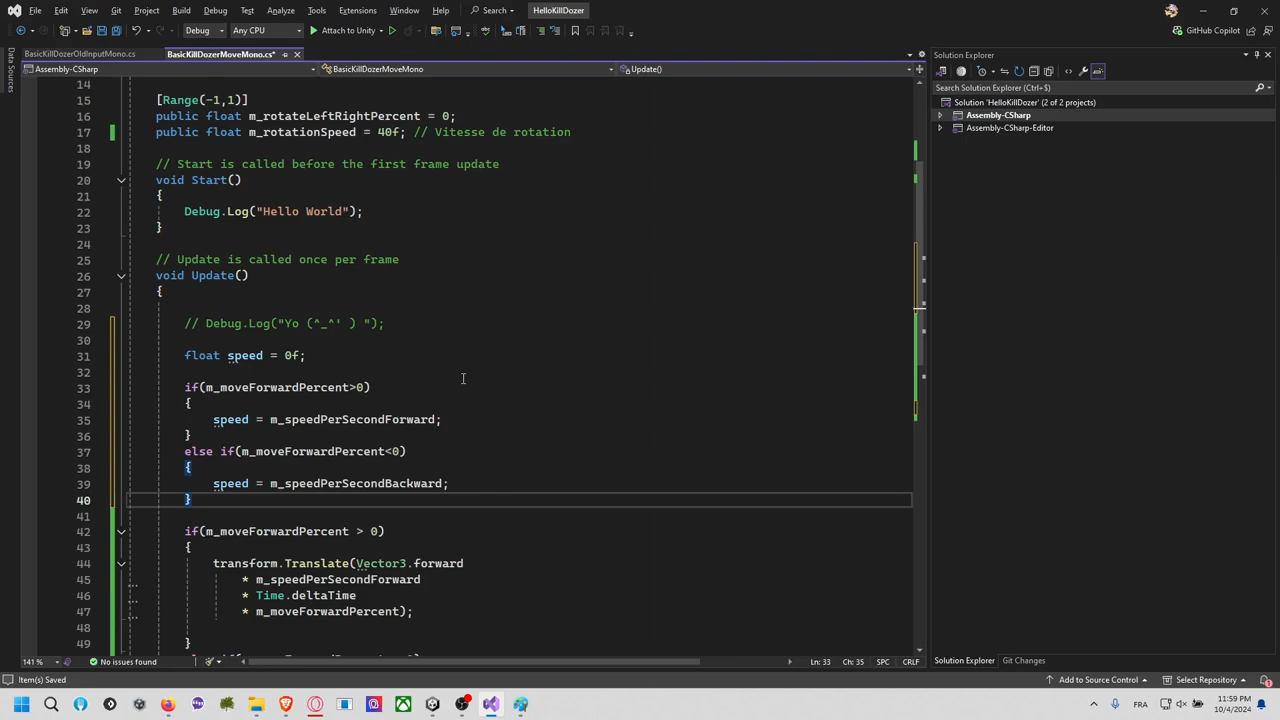 File Edit View Git Project Build Debug Test Analyze Tools Extensions Window Help Search HelloKillDozer
Debug Any CPU Attach to Unity GitHub Copilot
BasicKillDozerOldInputMono.cs BasicKillDozerMoveMono.cs*
Assembly-CSharp BasicKillDozerMoveMono Update()
Data Sources
14
15 [Range(-1,1)]
16 public float m_rotateLeftRightPercent = 0;
17 public float m_rotationSpeed = 40f; // Vitesse de rotation
18
19 // Start is called before the first frame update
20 void Start()
21 {
22 Debug.Log("Hello World");
23 }
24
25 // Update is called once per frame
26 void Update()
27 {
28
29 // Debug.Log("Yo (^_^' ) ");
30
31 float speed = 0f;
32
33 if(m_moveForwardPercent>0)
34 {
35 speed = m_speedPerSecondForward;
36 }
37 else if(m_moveForwardPercent<0)
38 {
39 speed = m_speedPerSecondBackward;
40 }
41
42 if(m_moveForwardPercent > 0)
43 {
44 transform.Translate(Vector3.forward
45 * m_speedPerSecondForward
46 * Time.deltaTime
47 * m_moveForwardPercent);
48
49 }
141 % No issues found Ln: 33 Ch: 35 SPC CRLF
Solution Explorer
Search Solution Explorer (Ctrl+$)
Solution 'HelloKillDozer' (2 of 2 projects)
Assembly-CSharp
Assembly-CSharp-Editor
Solution Explorer Git Changes
Item(s) Saved Add to Source Control Select Repository
FRE 11:59 PM
10/4/2024